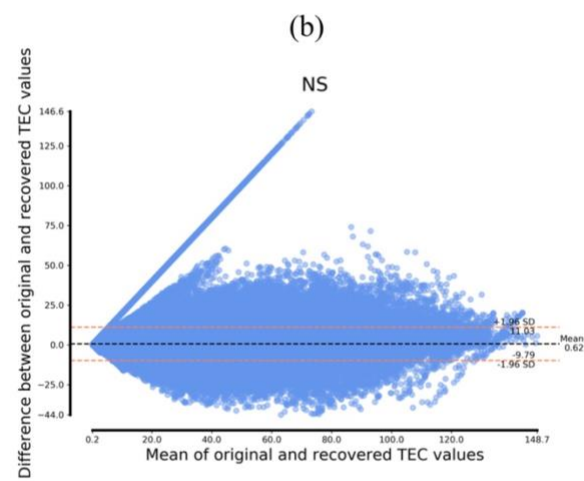 (b)
NS
Difference between original and recovered TEC values
146.6
125.0
100.0
75.0
50.0
25.0
0.0
−25.0
−44.0
+1.96 SD
11.03
Mean
0.62
-9.79
-1.96 SD
0.2 20.0 40.0 60.0 80.0 100.0 120.0 148.7
Mean of original and recovered TEC values